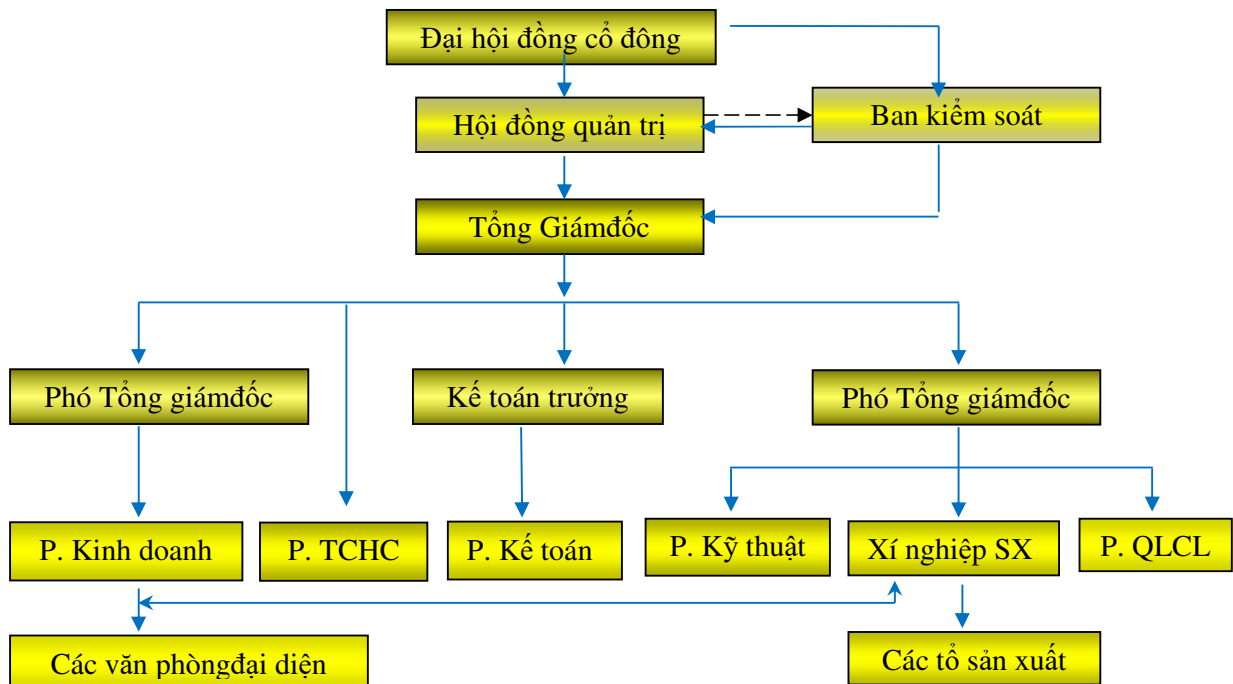 Đại hội đồng cổ đông
Hội đồng quản trị
Ban kiểm soát
Tổng Giámđốc
Phó Tổng giámđốc
Kế toán trưởng
Phó Tổng giámđốc
P. Kinh doanh
P. TCHC
P. Kế toán
P. Kỹ thuật
Xí nghiệp SX
P. QLCL
Các văn phòngđại diện
Các tổ sản xuất